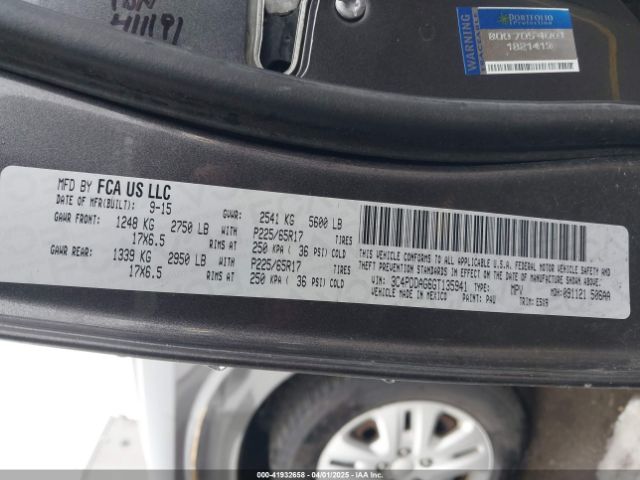 411191
WARNING
PORTFOLIO
Protection
1021413
MFD BY FCA US LLC
DATE OF MFR(BUILT): 9-15 GVWR: 2541 KG 5600 LB
GAWR FRONT: 1248 KG 2750 LB WITH P225/65R17 TIRES
17X6.5 RIMS AT 250 KPA ( 36 PSI) COLD
GAWR REAR: 1339 KG 2950 LB WITH P225/65R17 TIRES
17X6.5 RIMS AT 250 KPA ( 36 PSI) COLD
THIS VEHICLE CONFORMS TO ALL APPLICABLE U.S.A. FEDERAL MOTOR VEHICLE SAFETY AND
THEFT PREVENTION STANDARDS IN EFFECT ON THE DATE OF MANUFACTURE SHOWN ABOVE.
VIN: 3C4PDDAG6GT135941 MPV MDH: 091121 506AA
VEHICLE MADE IN MEXICO PAINT: PAU TRIM: E5X9
000-41932658 - 04/01/2025 - IAA